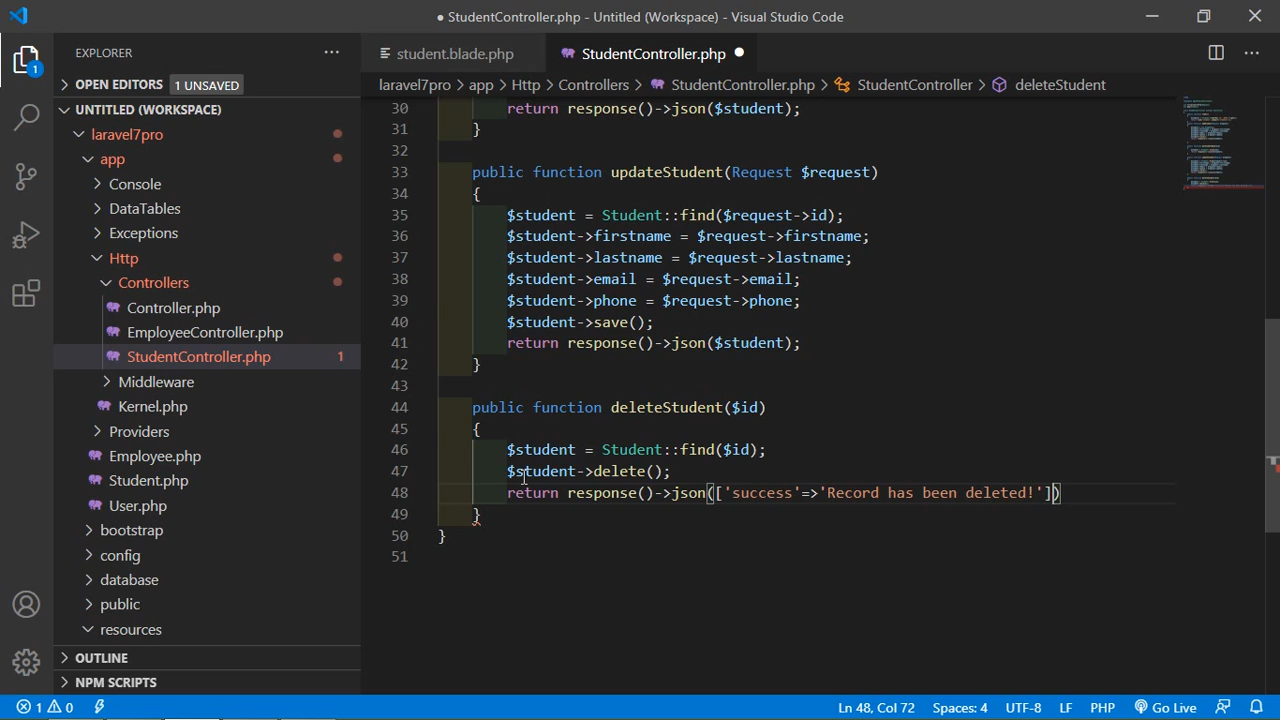 ● StudentController.php - Untitled (Workspace) - Visual Studio Code
EXPLORER
OPEN EDITORS 1 UNSAVED
UNTITLED (WORKSPACE)
laravel7pro
app
Console
DataTables
Exceptions
Http
Controllers
Controller.php
EmployeeController.php
StudentController.php 1
Middleware
Kernel.php
Providers
Employee.php
Student.php
User.php
bootstrap
config
database
public
resources
OUTLINE
NPM SCRIPTS
1
student.blade.php StudentController.php
laravel7pro > app > Http > Controllers > StudentController.php > StudentController > deleteStudent
30 return response()->json($student);
31 }
32
33 public function updateStudent(Request $request)
34 {
35 $student = Student::find($request->id);
36 $student->firstname = $request->firstname;
37 $student->lastname = $request->lastname;
38 $student->email = $request->email;
39 $student->phone = $request->phone;
40 $student->save();
41 return response()->json($student);
42 }
43
44 public function deleteStudent($id)
45 {
46 $student = Student::find($id);
47 $student->delete();
48 return response()->json(['success'=>'Record has been deleted!'])
49 }
50 }
51
1 0 Ln 48, Col 72 Spaces: 4 UTF-8 LF PHP Go Live